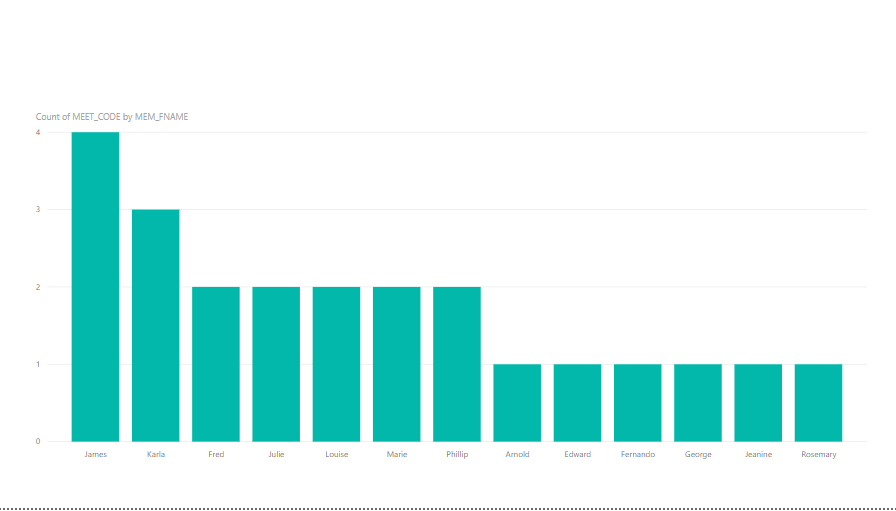 Count of MEET_CODE by MEM_FNAME
4
3
2
1
0
James Karla Fred Julie Louise Marie Phillip Arnold Edward Fernando George Jeanine Rosemary